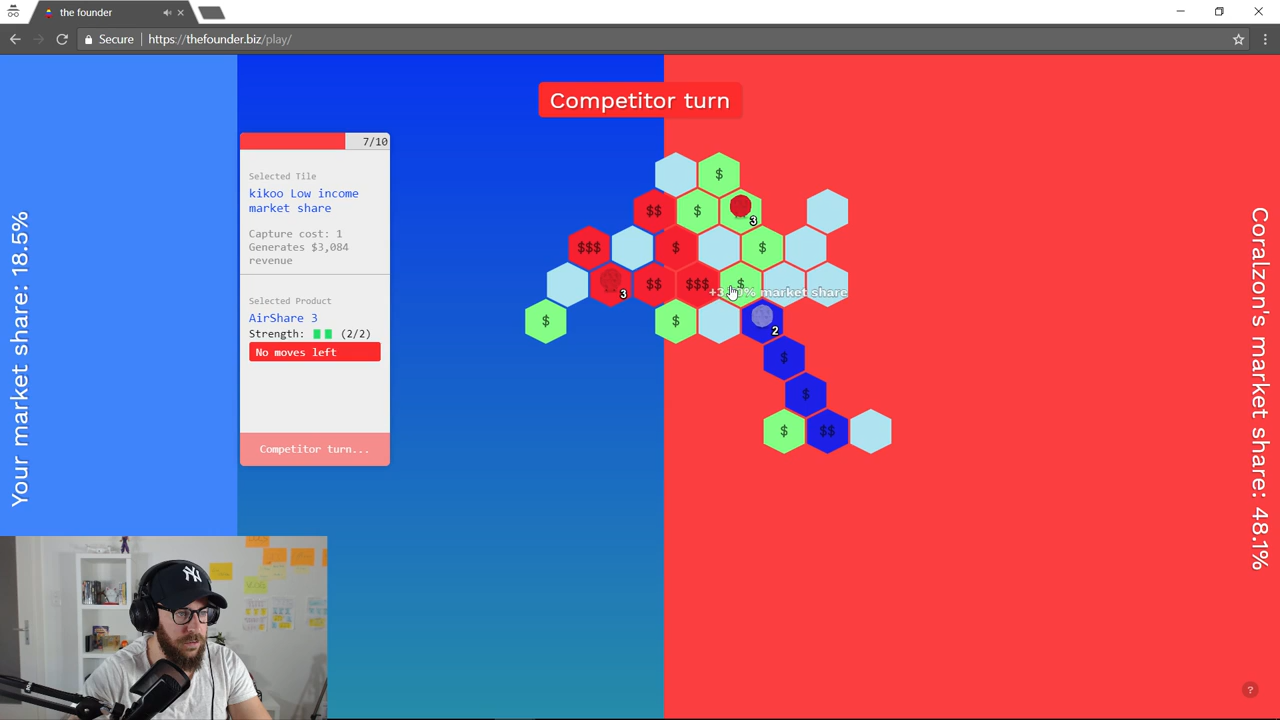 the founder
Secure
https://thefounder.biz/play/
Competitor turn
7/10
Selected Tile
kikoo Low income
market share
Capture cost: 1
Generates $3,084
revenue
Selected Product
AirShare 3
Strength: (2/2)
No moves left
Competitor turn...
Your market share: 18.5%
Coralzon's market share: 48.1%
$
$$ $ 3
$$$ $ $
3 $$ $$$ $
market share
$ $ 2
$
$
$ $$
?
NY